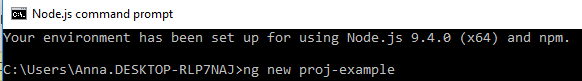 Node.js command prompt
Your environment has been set up for using Node.js 9.4.0 (x64) and npm.
C:\Users\Anna.DESKTOP-RLP7NAJ>ng new proj-example